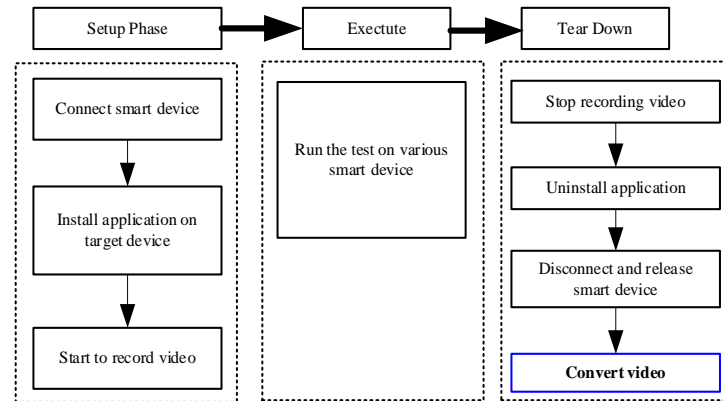 Setup Phase
Exectute
Tear Down
Connect smart device
Install application on
target device
Start to record video
Run the test on various
smart device
Stop recording video
Uninstall application
Disconnect and release
smart device
Convert video